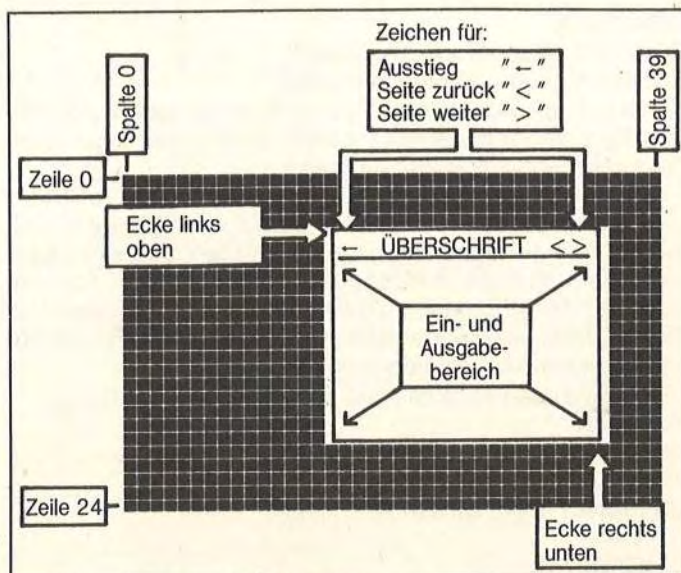 Zeichen für:
Ausstieg "←"
Seite zurück "<"
Seite weiter ">"
Spalte 0
Spalte 39
Zeile 0
Ecke links
oben
← ÜBERSCHRIFT < >
Ein- und
Ausgabe-
bereich
Zeile 24
Ecke rechts
unten